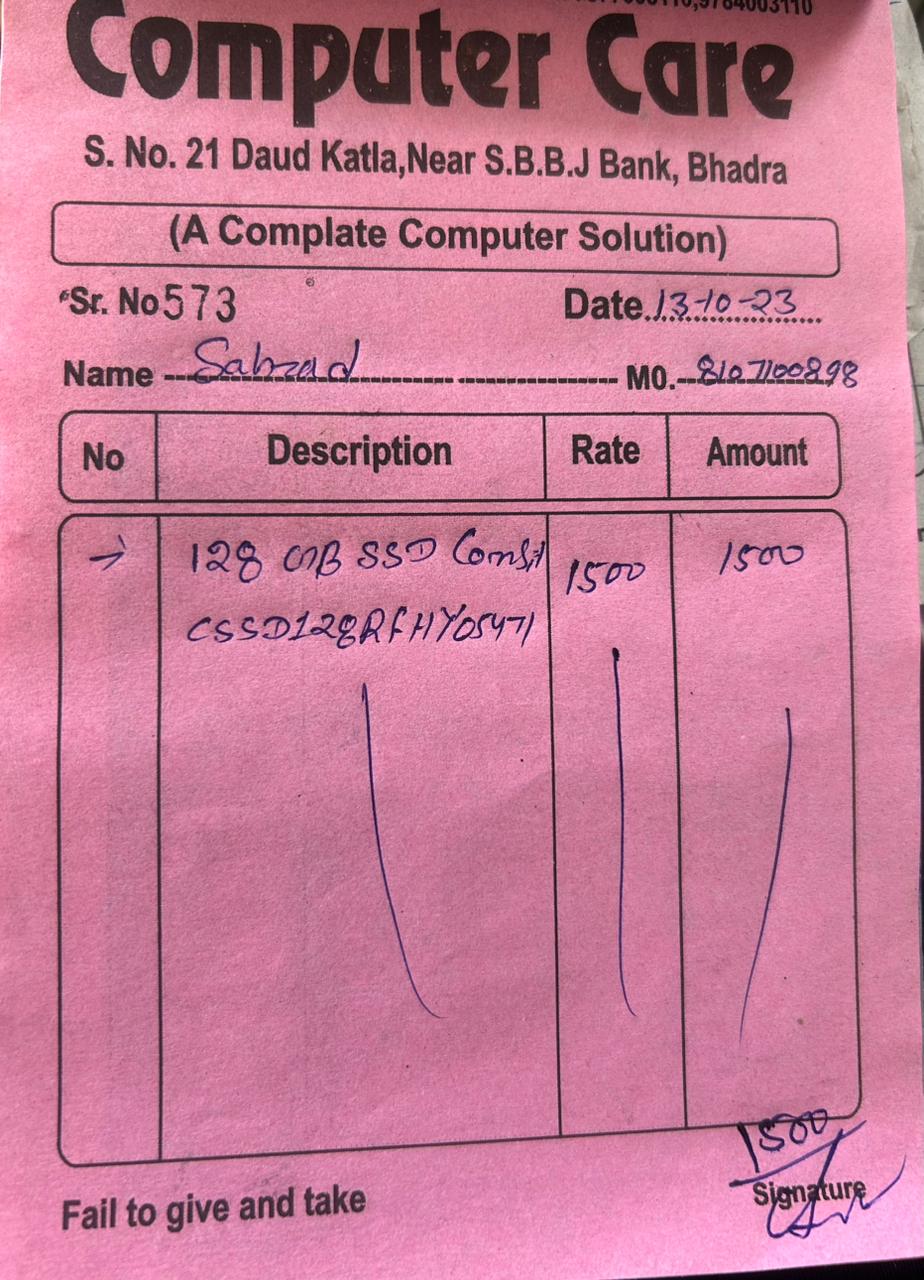 9784003110
Computer Care
S. No. 21 Daud Katla,Near S.B.B.J Bank, Bhadra
(A Complate Computer Solution)
Sr. No 573 Date 13-10-23
Name Sabzad M0. 8107100898
No Description Rate Amount
→ 128 GB SSD 1500 1500
CSSD128RFHY05471
1500
Fail to give and take Signature